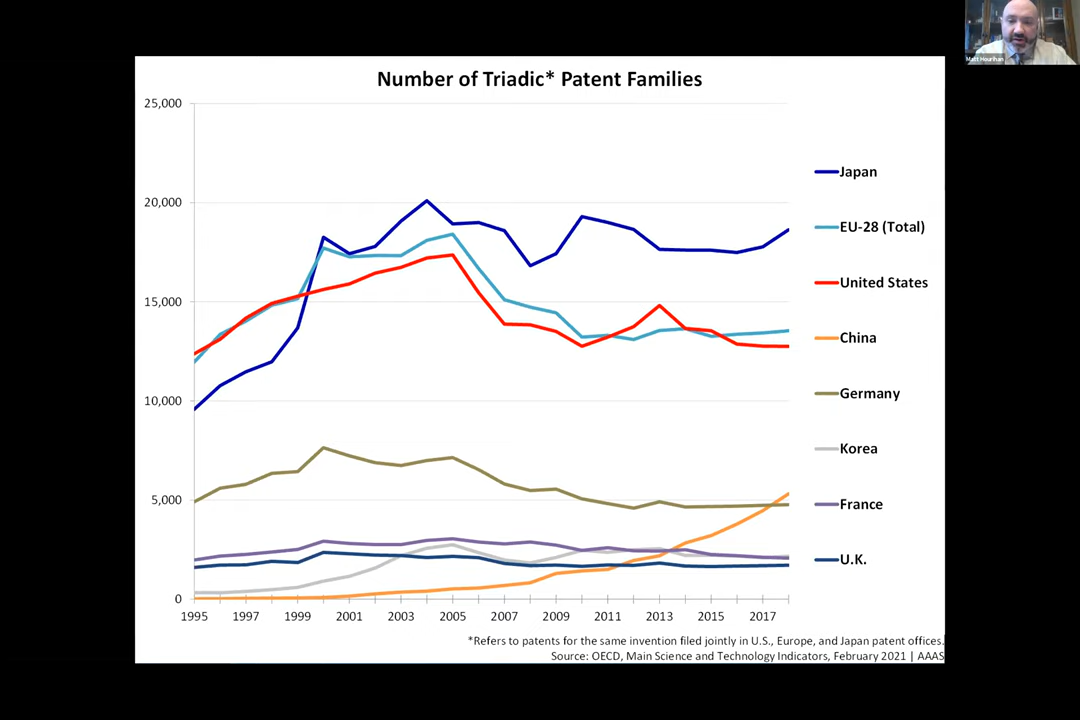 Number of Triadic* Patent Families
Matt Hourihan
25,000
20,000
15,000
10,000
5,000
0
1995
1997
1999
2001
2003
2005
2007
2009
2011
2013
2015
2017
Japan
EU-28 (Total)
United States
China
Germany
Korea
France
U.K.
*Refers to patents for the same invention filed jointly in U.S., Europe, and Japan patent offices.
Source: OECD, Main Science and Technology Indicators, February 2021 | AAAS